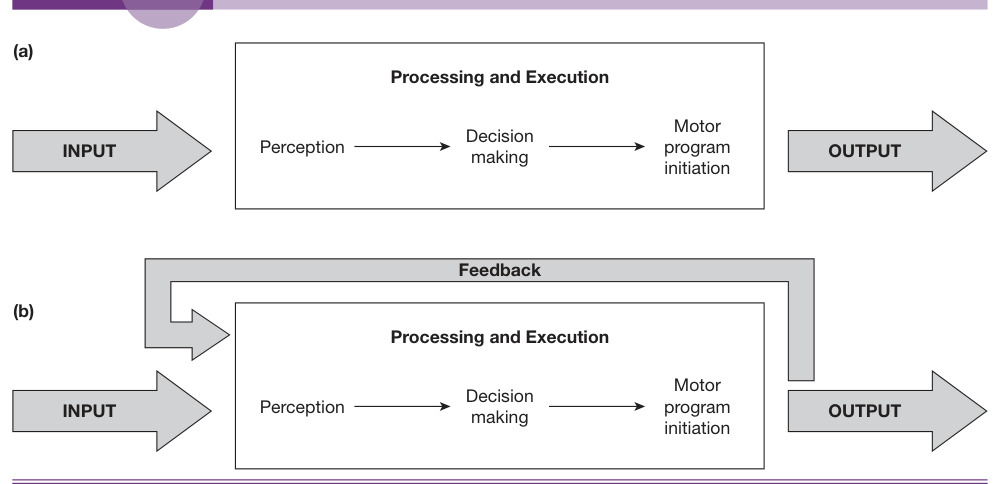 (a)
Processing and Execution
INPUT
Perception
Decision
making
Motor
program
initiation
OUTPUT
Feedback
(b)
Processing and Execution
INPUT
Perception
Decision
making
Motor
program
initiation
OUTPUT